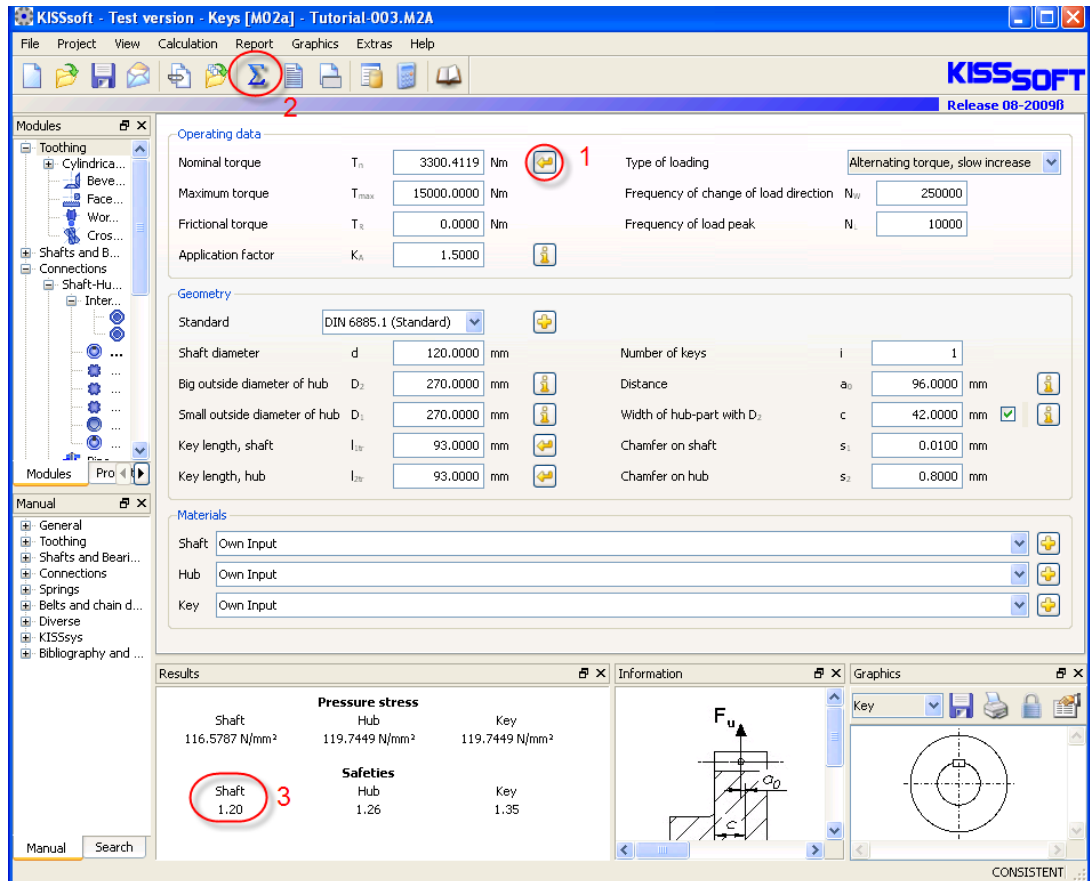 KISSsoft - Test version - Keys [M02a] - Tutorial-003.M2A
File Project View Calculation Report Graphics Extras Help
KISSSOFT
2
Release 08-2009ß
Modules
Toothing
Cylindrica...
Beve...
Face...
Wor...
Cros...
Shafts and B...
Connections
Shaft-Hu...
Inter...
...
...
...
...
...
...
Modules Pro
Operating data
Nominal torque Tn 3300.4119 Nm 1 Type of loading Alternating torque, slow increase
Maximum torque Tmax 15000.0000 Nm Frequency of change of load direction NW 250000
Frictional torque TR 0.0000 Nm Frequency of load peak NL 10000
Application factor KA 1.5000
Geometry
Standard DIN 6885.1 (Standard)
Shaft diameter d 120.0000 mm Number of keys i 1
Big outside diameter of hub D2 270.0000 mm Distance a0 96.0000 mm
Small outside diameter of hub D1 270.0000 mm Width of hub-part with D2 c 42.0000 mm
Key length, shaft l1tr 93.0000 mm Chamfer on shaft s1 0.0100 mm
Key length, hub l2tr 93.0000 mm Chamfer on hub s2 0.8000 mm
Manual
General
Toothing
Shafts and Beari...
Connections
Springs
Belts and chain d...
Diverse
KISSsys
Bibliography and ...
Manual Search
Materials
Shaft Own Input
Hub Own Input
Key Own Input
Results
Pressure stress
Shaft Hub Key
116.5787 N/mm² 119.7449 N/mm² 119.7449 N/mm²
Safeties
Shaft Hub Key
1.20 3 1.26 1.35
Information
Fu
a0
c
Graphics
Key
CONSISTENT